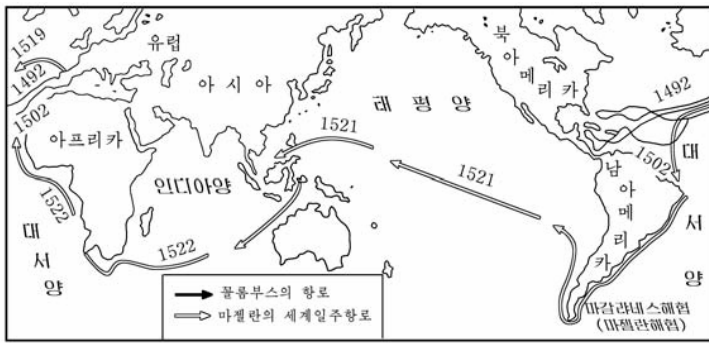 1519
유럽
1492
1502
아시아
아프리카
인디아양
1522
대서양
1522
태평양
1521
1521
북아메리카
1492
대서양
1502
남아메리카
마갈랴네스해협
(마젤란해협)
꼴롬부스의 항로
마젤란의 세계일주항로